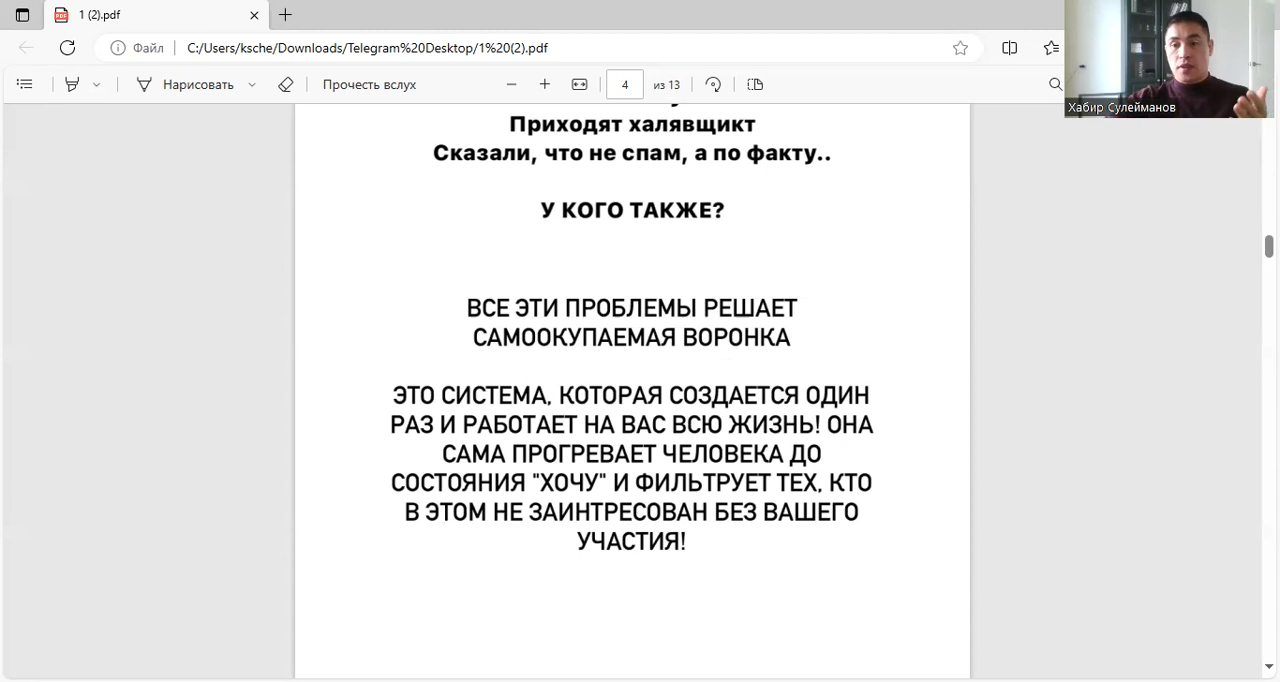 1 (2).pdf
Файл
C:/Users/ksche/Downloads/Telegram%20Desktop/1%20(2).pdf
Нарисовать
Прочесть вслух
4
из 13
Хабир Сулейманов
Приходят халявщикт
Сказали, что не спам, а по факту..
У КОГО ТАКЖЕ?
ВСЕ ЭТИ ПРОБЛЕМЫ РЕШАЕТ
САМООКУПАЕМАЯ ВОРОНКА
ЭТО СИСТЕМА, КОТОРАЯ СОЗДАЕТСЯ ОДИН
РАЗ И РАБОТАЕТ НА ВАС ВСЮ ЖИЗНЬ! ОНА
САМА ПРОГРЕВАЕТ ЧЕЛОВЕКА ДО
СОСТОЯНИЯ "ХОЧУ" И ФИЛЬТРУЕТ ТЕХ, КТО
В ЭТОМ НЕ ЗАИНТРЕСОВАН БЕЗ ВАШЕГО
УЧАСТИЯ!